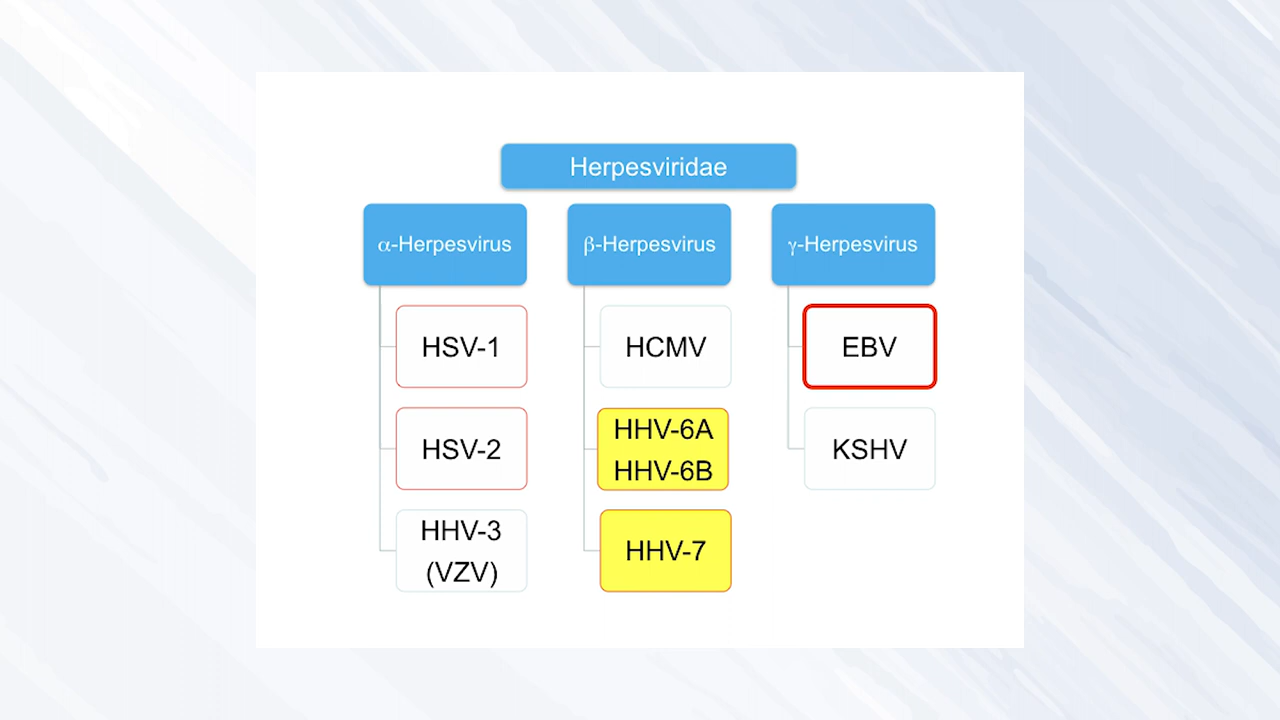 Herpesviridae
α-Herpesvirus
HSV-1
HSV-2
HHV-3
(VZV)
β-Herpesvirus
HCMV
HHV-6A
HHV-6B
HHV-7
γ-Herpesvirus
EBV
KSHV